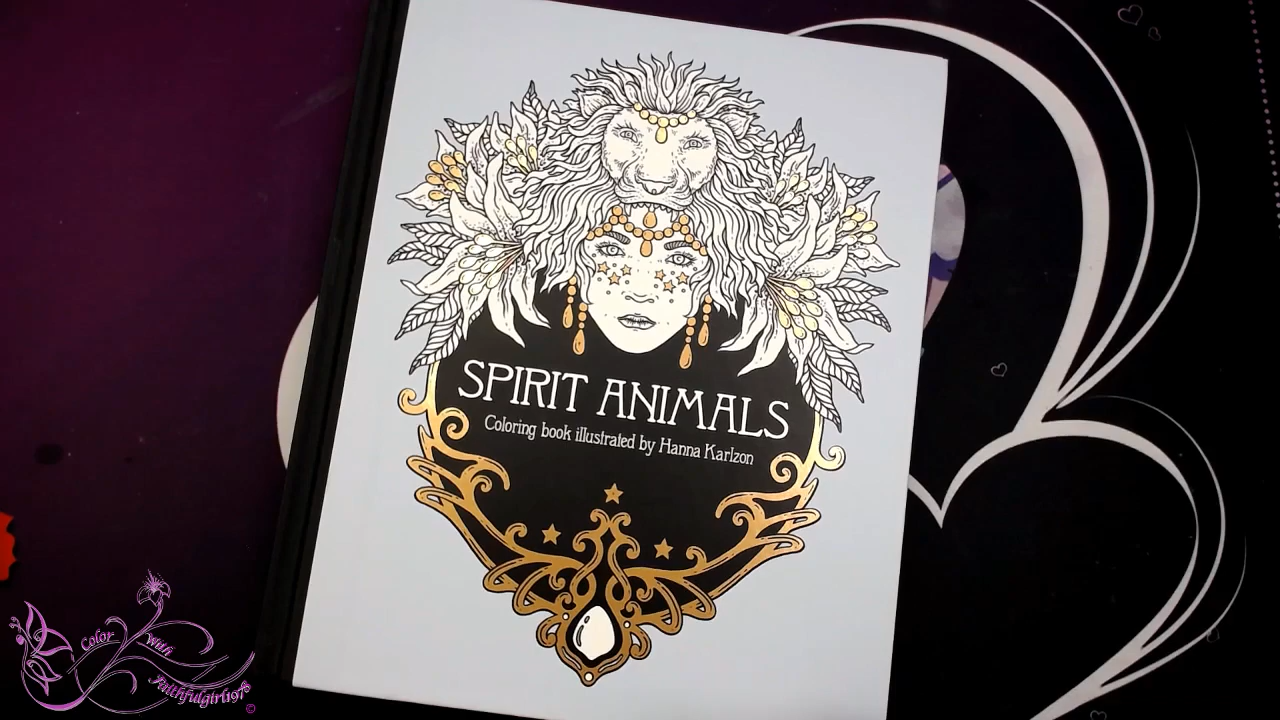 SPIRIT ANIMALS
Coloring book illustrated by Hanna Karlzon
Color With
Faithfulgirl1978 ©